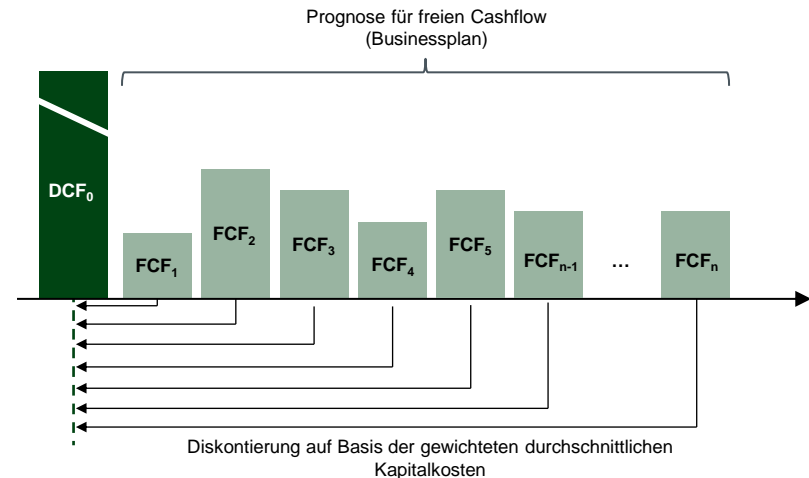 Prognose für freien Cashflow
(Businessplan)
DCF₀
FCF₁
FCF₂
FCF₃
FCF₄
FCF₅
FCFₙ₋₁
...
FCFₙ
Diskontierung auf Basis der gewichteten durchschnittlichen
Kapitalkosten